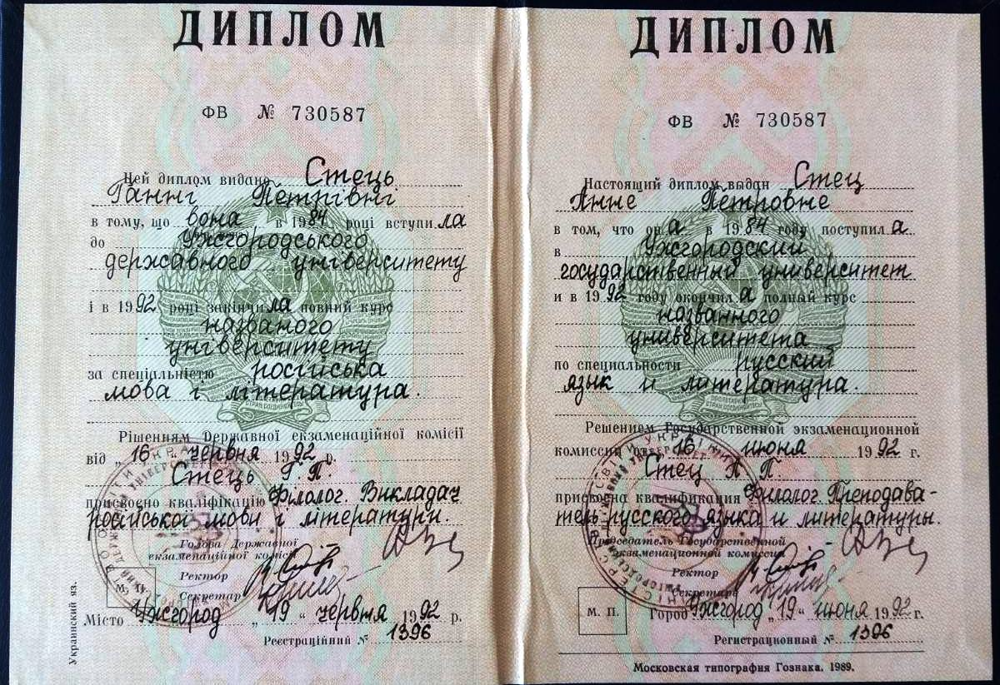 ДИПЛОМ
ФВ № 730587
Цей диплом видано Стець
Ганні Петрівні
в тому, що вона в 1984 році вступила
до Ужгородського
державного університету
і в 1992 році закінчила повний курс
названого
університету
за спеціальністю російська
мова і література.
Рішенням Державної екзаменаційної комісії
від „16" червня 1992 р.
Стець Г. П.
присвоєно кваліфікацію Філолог. Викладач
російської мови і літератури.
Голова Державної
екзаменаційної комісії
Ректор
Секретар
М. П.
Місто Ужгород „19" червня 1992 р.
Реєстраційний № 1396
Украинский яз.
ДИПЛОМ
ФВ № 730587
Настоящий диплом выдан Стец
Анне Петровне
в том, что она в 1984 году поступила
в Ужгородский
государственный университет
и в 1992 году окончила полный курс
названного
университета
по специальности русский
язык и литература.
Решением Государственной экзаменационной
комиссии от „16" июня 1992 г.
Стец А П
присвоена квалификация Филолог Преподава-
тель русского языка и литературы.
Председатель Государственной
экзаменационной комиссии
Ректор
Секретарь
М. П.
Город Ужгород „19" июня 1992 г.
Регистрационный № 1396
Московская типография Гознака. 1989.